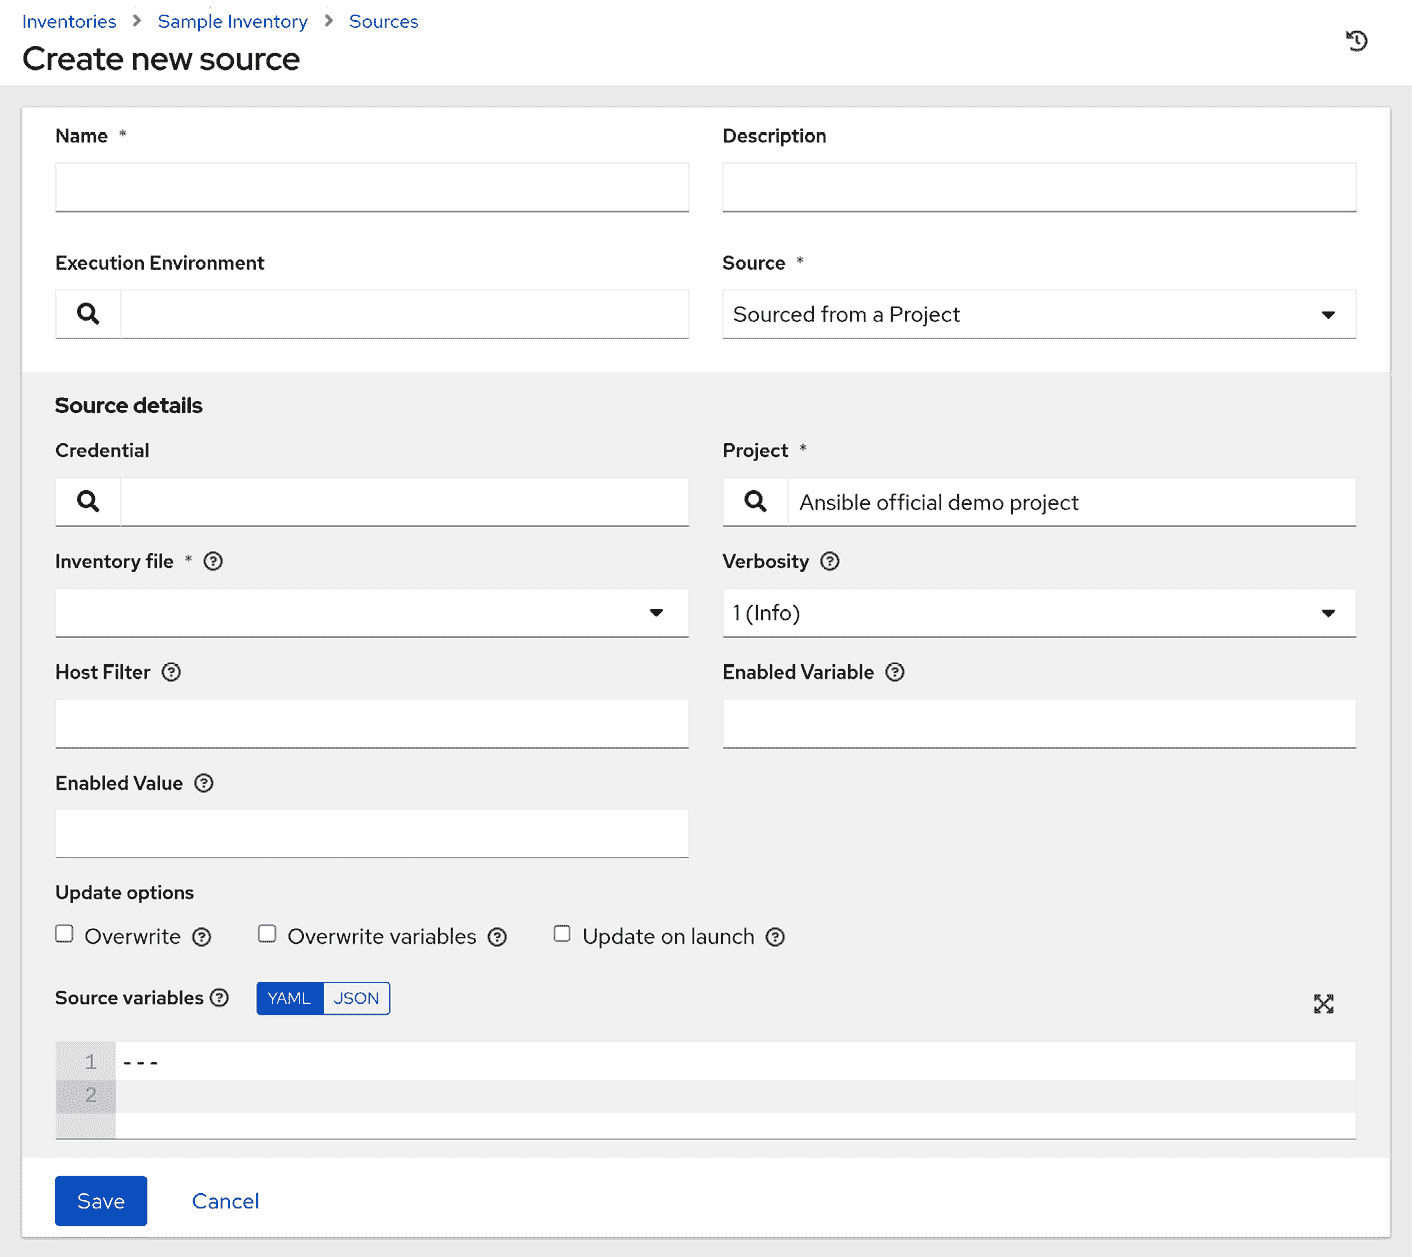 Inventories > Sample Inventory > Sources
Create new source
Name *
Description
Execution Environment
Source *
Sourced from a Project
Source details
Credential
Project *
Ansible official demo project
Inventory file *
Verbosity
1 (Info)
Host Filter
Enabled Variable
Enabled Value
Update options
Overwrite
Overwrite variables
Update on launch
Source variables
YAML
JSON
1 ---
2
Save
Cancel